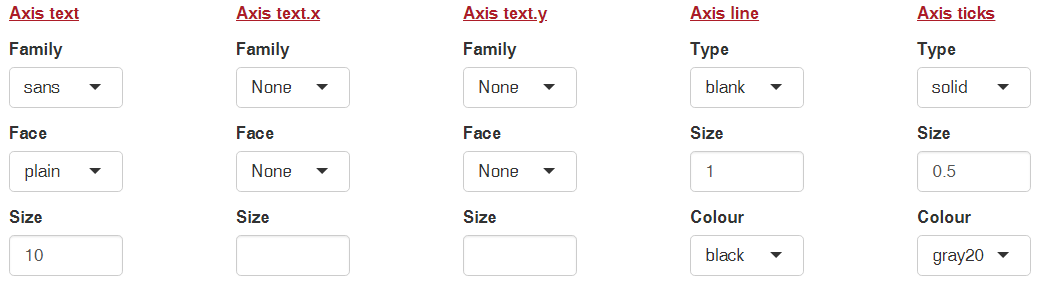 Axis text Axis text.x Axis text.y Axis line Axis ticks
Family Family Family Type Type
sans None None blank solid
Face Face Face Size Size
plain None None 1 0.5
Size Size Size Colour Colour
10 black gray20